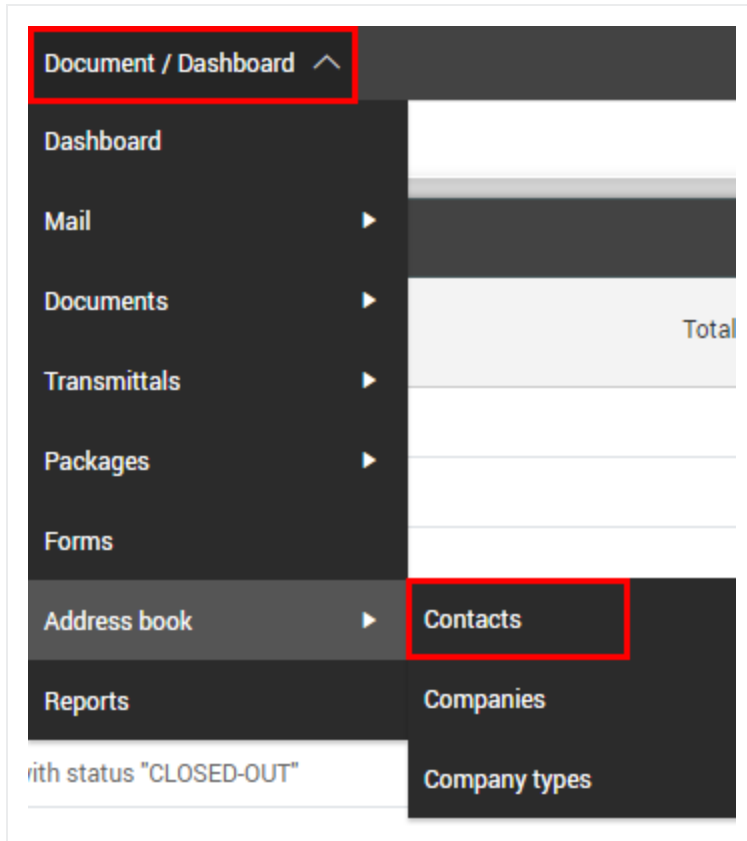 Document / Dashboard
Dashboard
Mail
Documents
Total
Transmittals
Packages
Forms
Address book
Contacts
Reports
Companies
with status "CLOSED-OUT"
Company types